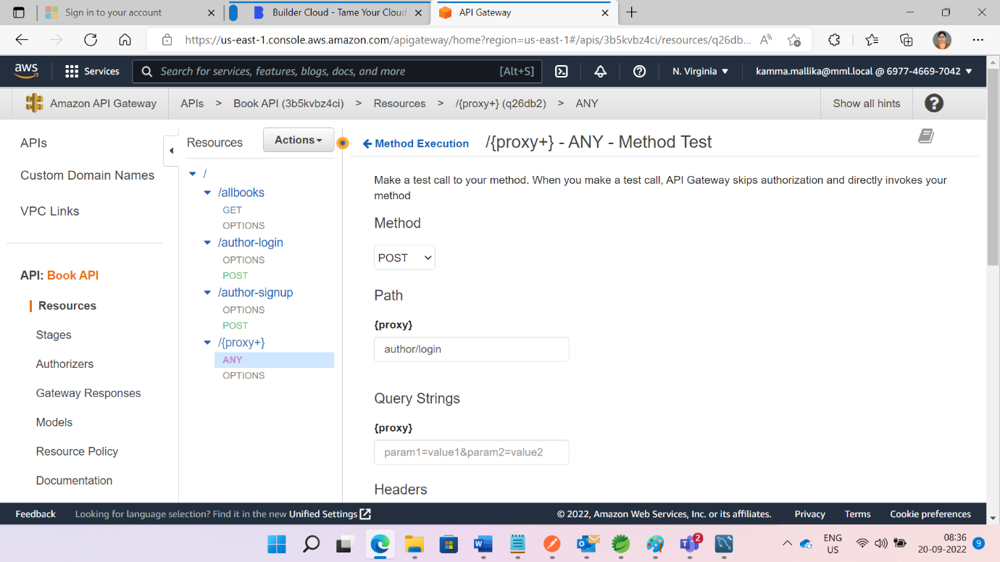 Sign in to your account
Builder Cloud - Tame Your Cloud
API Gateway
https://us-east-1.console.aws.amazon.com/apigateway/home?region=us-east-1#/apis/3b5kvbz4ci/resources/q26db...
aws
Services
Search for services, features, blogs, docs, and more
[Alt+S]
N. Virginia
kamma.mallika@mml.local @ 6977-4669-7042
Amazon API Gateway
APIs > Book API (3b5kvbz4ci) > Resources > /{proxy+} (q26db2) > ANY
Show all hints
?
APIs
Custom Domain Names
VPC Links
API: Book API
Resources
Stages
Authorizers
Gateway Responses
Models
Resource Policy
Documentation
Resources
Actions
/
/allbooks
GET
OPTIONS
/author-login
OPTIONS
POST
/author-signup
OPTIONS
POST
/{proxy+}
ANY
OPTIONS
Method Execution
/{proxy+} - ANY - Method Test
Make a test call to your method. When you make a test call, API Gateway skips authorization and directly invokes your
method
Method
POST
Path
{proxy}
author/login
Query Strings
{proxy}
param1=value1&param2=value2
Headers
Feedback
Looking for language selection? Find it in the new Unified Settings
© 2022, Amazon Web Services, Inc. or its affiliates.
Privacy
Terms
Cookie preferences
2
ENG
US
08:36
20-09-2022
9